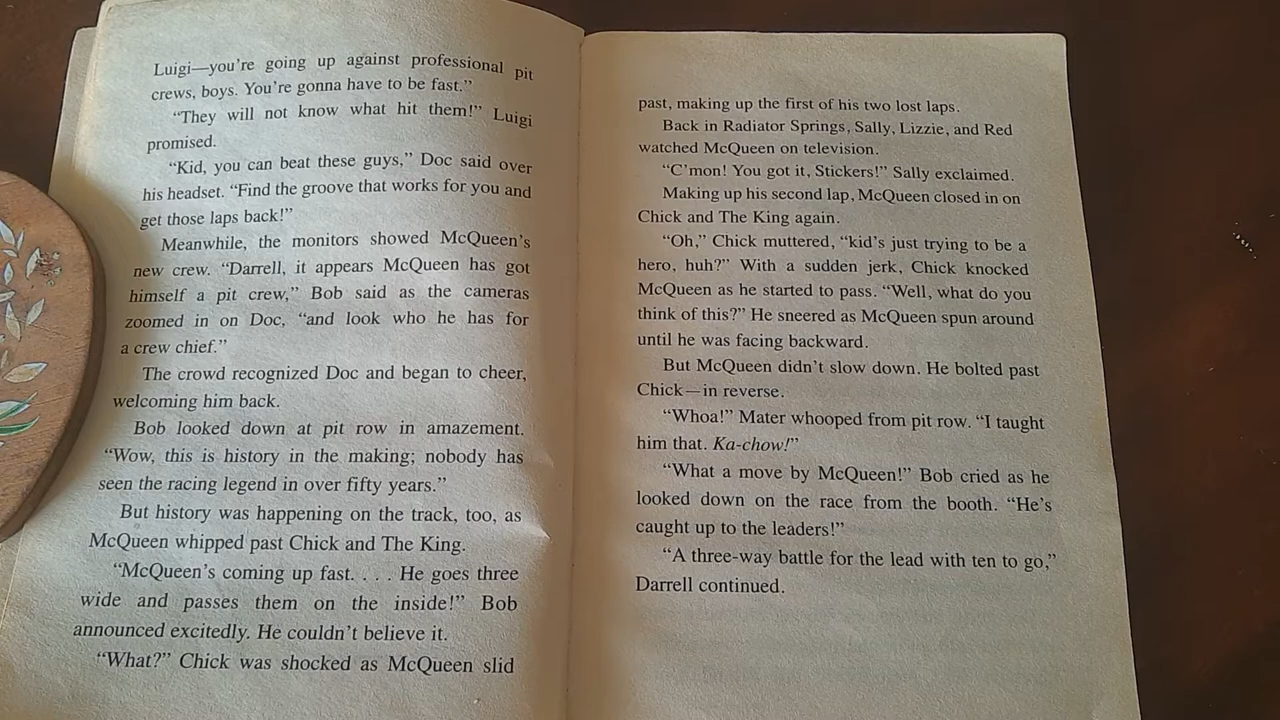 Luigi—you're going up against professional pit
crews, boys. You're gonna have to be fast."
"They will not know what hit them!" Luigi
promised.
"Kid, you can beat these guys," Doc said over
his headset. "Find the groove that works for you and
get those laps back!"
Meanwhile, the monitors showed McQueen's
new crew. "Darrell, it appears McQueen has got
himself a pit crew," Bob said as the cameras
zoomed in on Doc, "and look who he has for
a crew chief."
The crowd recognized Doc and began to cheer,
welcoming him back.
Bob looked down at pit row in amazement.
"Wow, this is history in the making; nobody has
seen the racing legend in over fifty years."
But history was happening on the track, too, as
McQueen whipped past Chick and The King.
"McQueen's coming up fast. . . . He goes three
wide and passes them on the inside!" Bob
announced excitedly. He couldn't believe it.
"What?" Chick was shocked as McQueen slid
past, making up the first of his two lost laps.
Back in Radiator Springs, Sally, Lizzie, and Red
watched McQueen on television.
"C'mon! You got it, Stickers!" Sally exclaimed.
Making up his second lap, McQueen closed in on
Chick and The King again.
"Oh," Chick muttered, "kid's just trying to be a
hero, huh?" With a sudden jerk, Chick knocked
McQueen as he started to pass. "Well, what do you
think of this?" He sneered as McQueen spun around
until he was facing backward.
But McQueen didn't slow down. He bolted past
Chick—in reverse.
"Whoa!" Mater whooped from pit row. "I taught
him that. Ka-chow!"
"What a move by McQueen!" Bob cried as he
looked down on the race from the booth. "He's
caught up to the leaders!"
"A three-way battle for the lead with ten to go,"
Darrell continued.